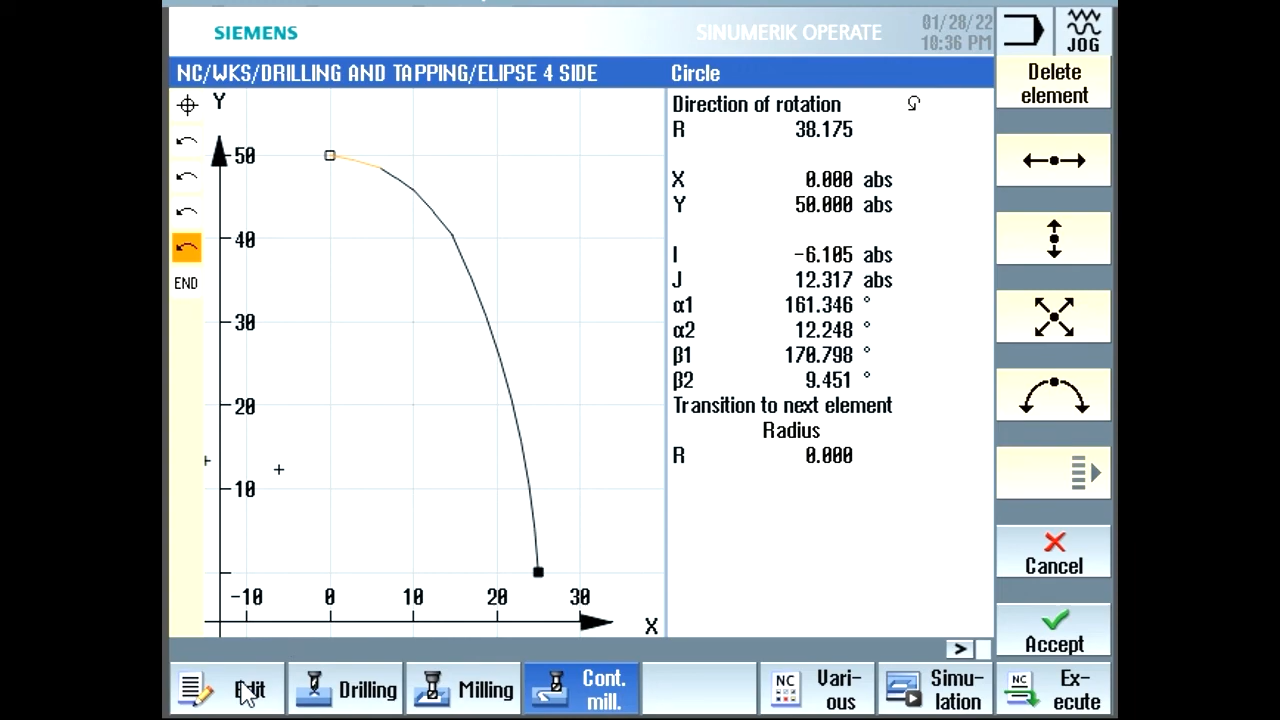 SIEMENS
SINUMERIK OPERATE
01/28/22
10:36 PM
JOG
NC/WKS/DRILLING AND TAPPING/ELIPSE 4 SIDE
Circle
Delete
element
Y
50
40
30
20
10
-10 0 10 20 30
X
END
Direction of rotation
R 38.175
X 0.000 abs
Y 50.000 abs
I -6.105 abs
J 12.317 abs
α1 161.346 °
α2 12.248 °
β1 170.798 °
β2 9.451 °
Transition to next element
Radius
R 0.000
Cancel
Accept
>
Edit
Drilling
Milling
Cont.
mill.
NC
Vari-
ous
Simu-
lation
NC
Ex-
ecute